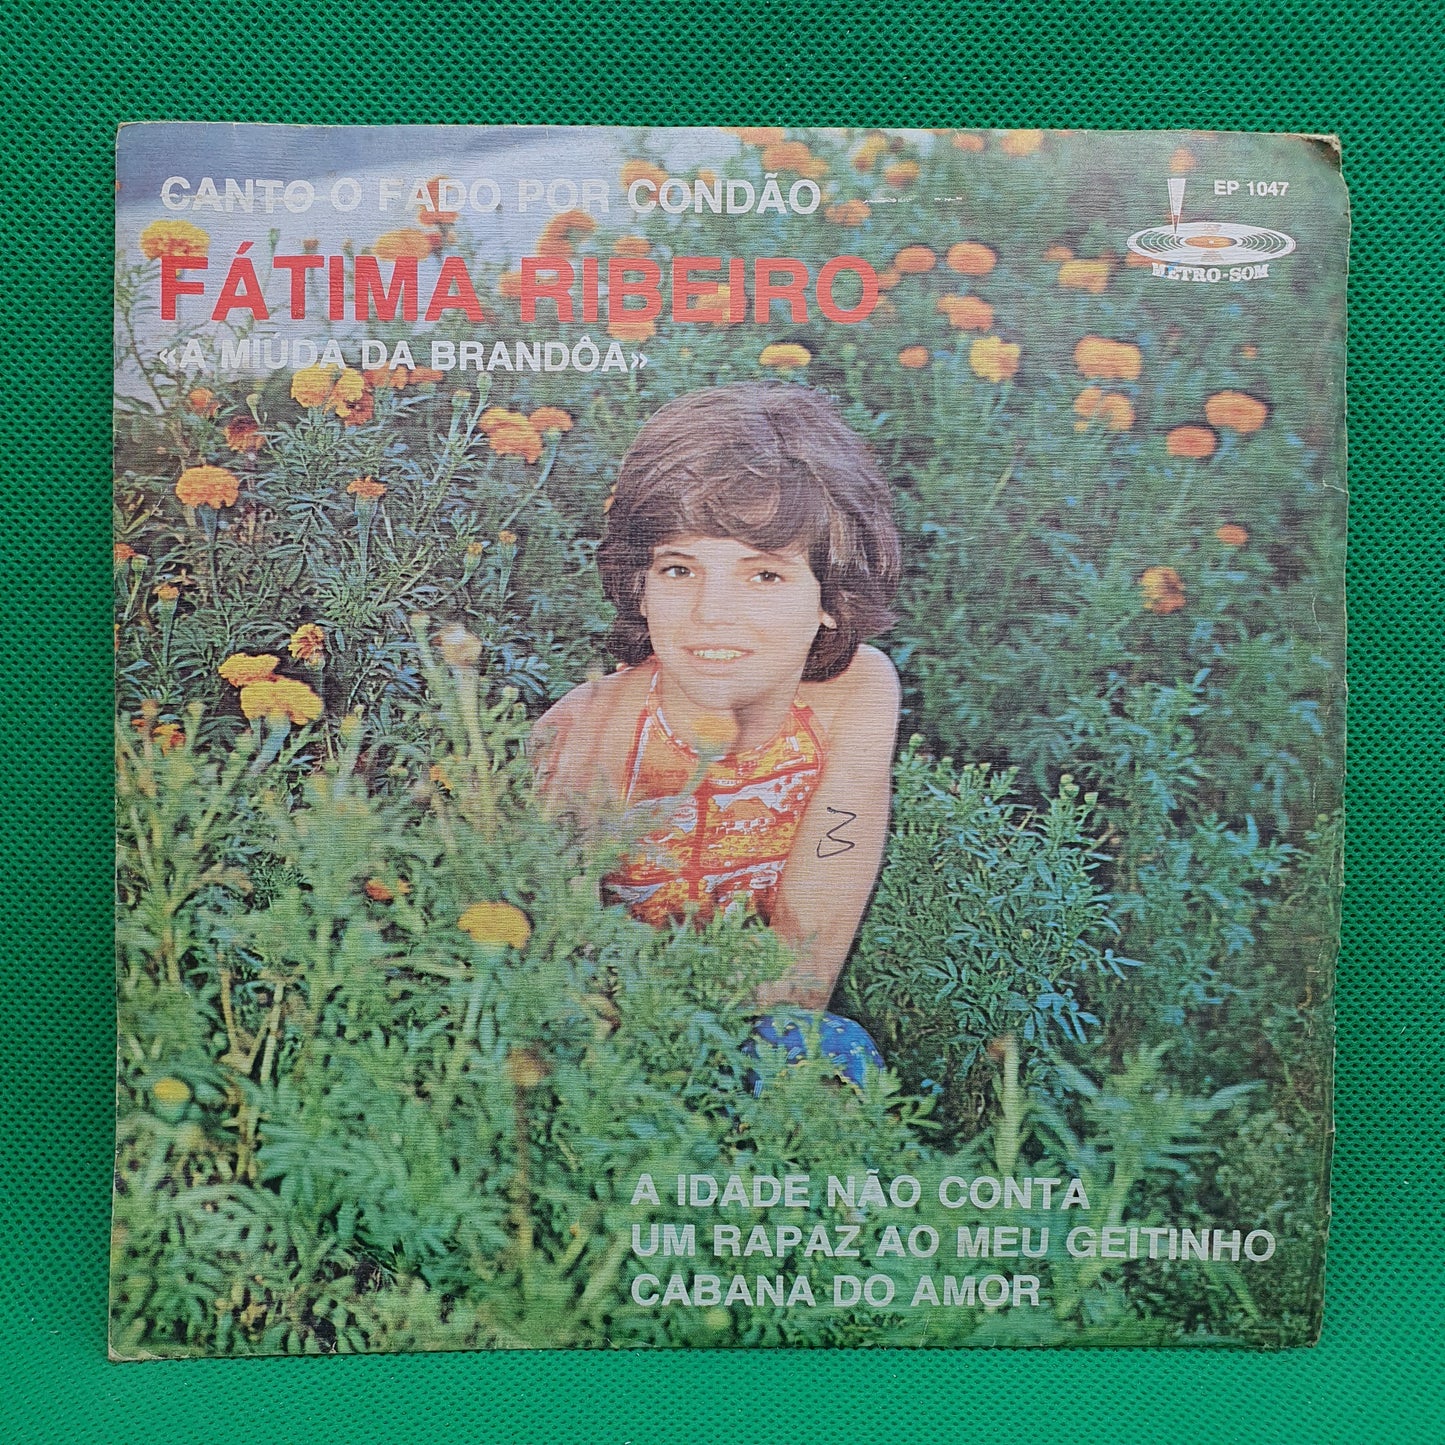 CANTO O FADO POR CONDÃO
EP 1047
METRO-SOM
FÁTIMA RIBEIRO
«A MIÚDA DA BRANDÔA»
3
A IDADE NÃO CONTA
UM RAPAZ AO MEU GEITINHO
CABANA DO AMOR